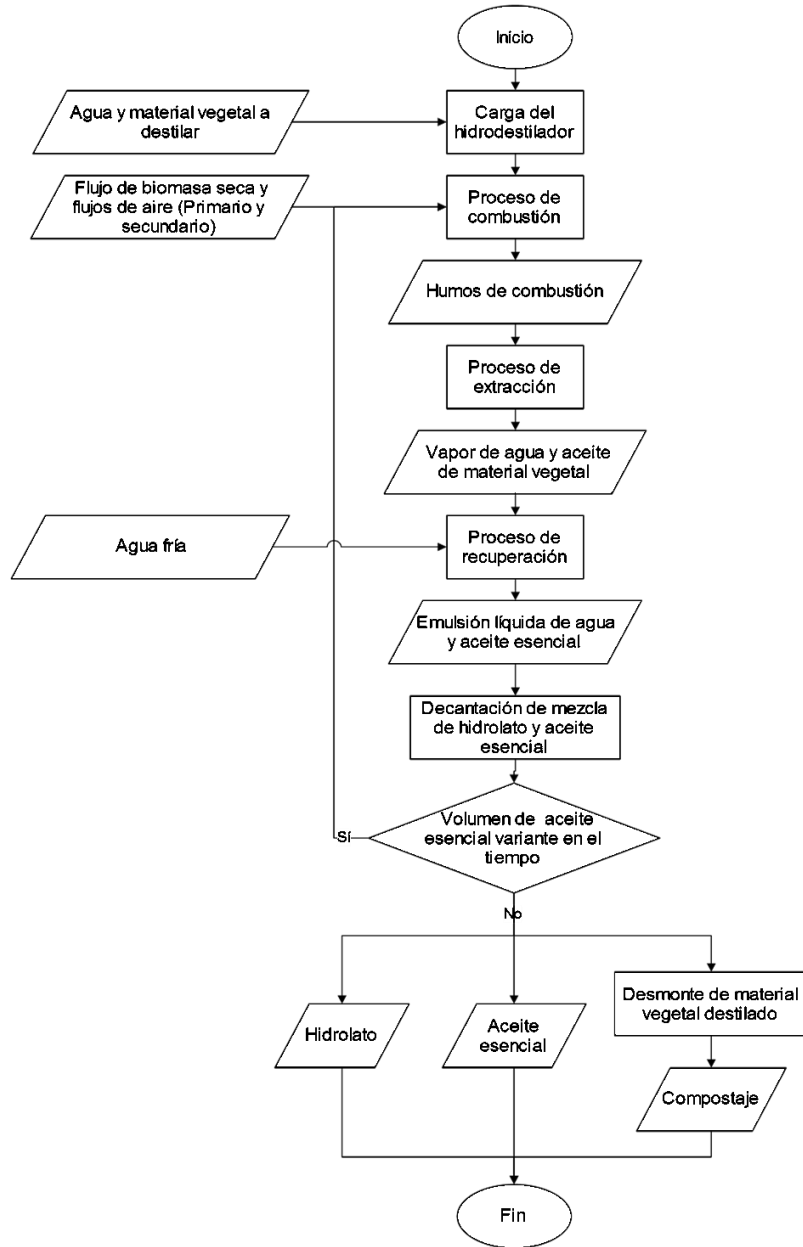 Inicio
Agua y material vegetal a
destilar
Carga del
hidrodestilador
Flujo de biomasa seca y
flujos de aire (Primario y
secundario)
Proceso de
combustión
Humos de combustión
Proceso de
extracción
Vapor de agua y aceite
de material vegetal
Agua fría
Proceso de
recuperación
Emulsión líquida de agua
y aceite esencial
Decantación de mezcla
de hidrolato y aceite
esencial
Volumen de aceite
esencial variante en el
tiempo
Sí
No
Hidrolato
Aceite
esencial
Desmonte de material
vegetal destilado
Compostaje
Fin